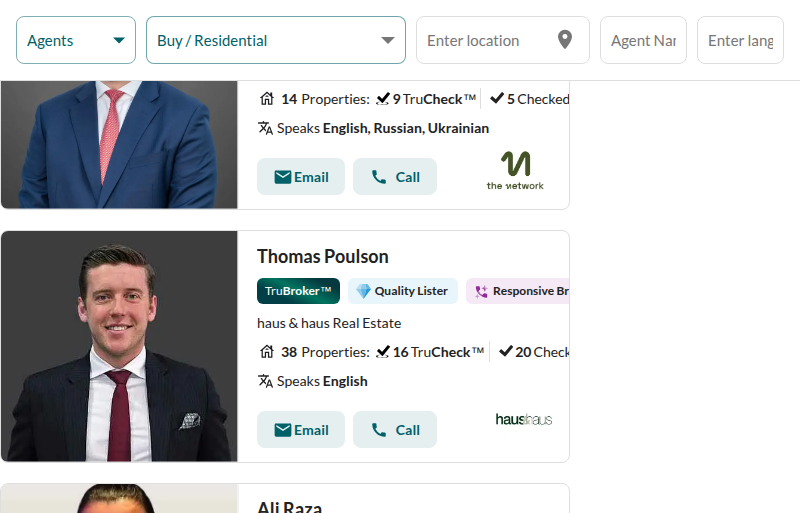 Agents
Buy / Residential
Enter location
Agent Nar
Enter lang
14 Properties: 9 TruCheck™ 5 Checked
Speaks English, Russian, Ukrainian
Email
Call
the network
Thomas Poulson
TruBroker™
Quality Lister
Responsive Br
haus & haus Real Estate
38 Properties: 16 TruCheck™ 20 Check
Speaks English
Email
Call
haus&haus
Ali Raza